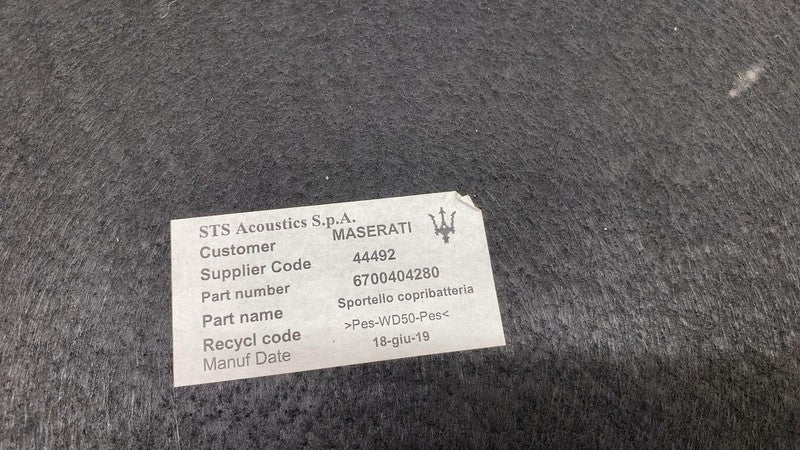 STS Acoustics S.p.A.
Customer MASERATI
Supplier Code 44492
Part number 6700404280
Part name Sportello copribatteria
Recycl code >Pes-WD50-Pes<
Manuf Date 18-giu-19